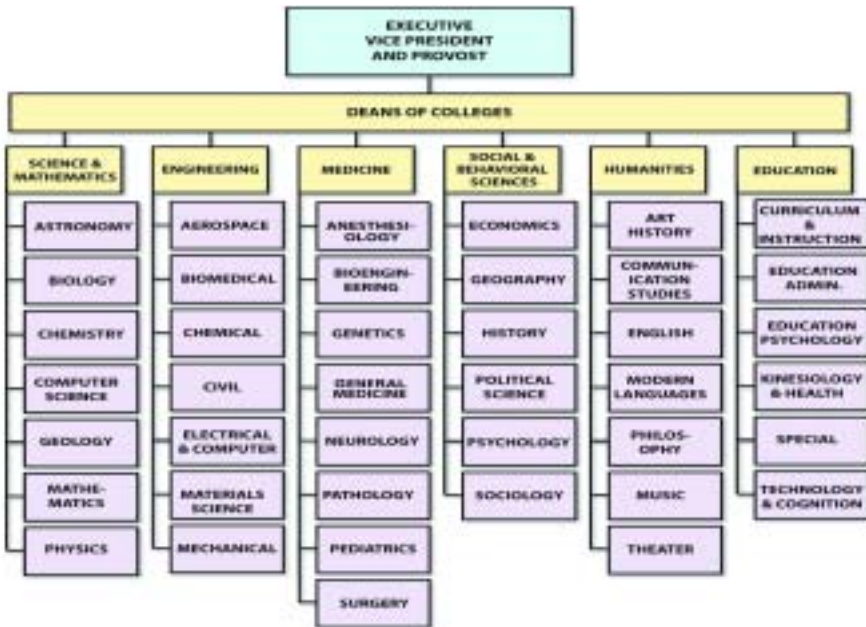 EXECUTIVE
VICE PRESIDENT
AND PROVOST
DEANS OF COLLEGES
SCIENCE &
MATHEMATICS
ASTRONOMY
BIOLOGY
CHEMISTRY
COMPUTER
SCIENCE
GEOLOGY
MATHE-
MATICS
PHYSICS
ENGINEERING
AEROSPACE
BIOMEDICAL
CHEMICAL
CIVIL
ELECTRICAL
& COMPUTER
MATERIALS
SCIENCE
MECHANICAL
MEDICINE
ANESTHESI-
OLOGY
BIOENGIN-
EERING
GENETICS
GENERAL
MEDICINE
NEUROLOGY
PATHOLOGY
PEDIATRICS
SURGERY
SOCIAL &
BEHAVIORAL
SCIENCES
ECONOMICS
GEOGRAPHY
HISTORY
POLITICAL
SCIENCE
PSYCHOLOGY
SOCIOLOGY
HUMANITIES
ART
HISTORY
COMMUN-
ICATION
STUDIES
ENGLISH
MODERN
LANGUAGES
PHILOS-
OPHY
MUSIC
THEATER
EDUCATION
CURRICULUM
&
INSTRUCTION
EDUCATION
ADMIN.
EDUCATION
PSYCHOLOGY
KINESIOLOGY
& HEALTH
SPECIAL
TECHNOLOGY
& COGNITION